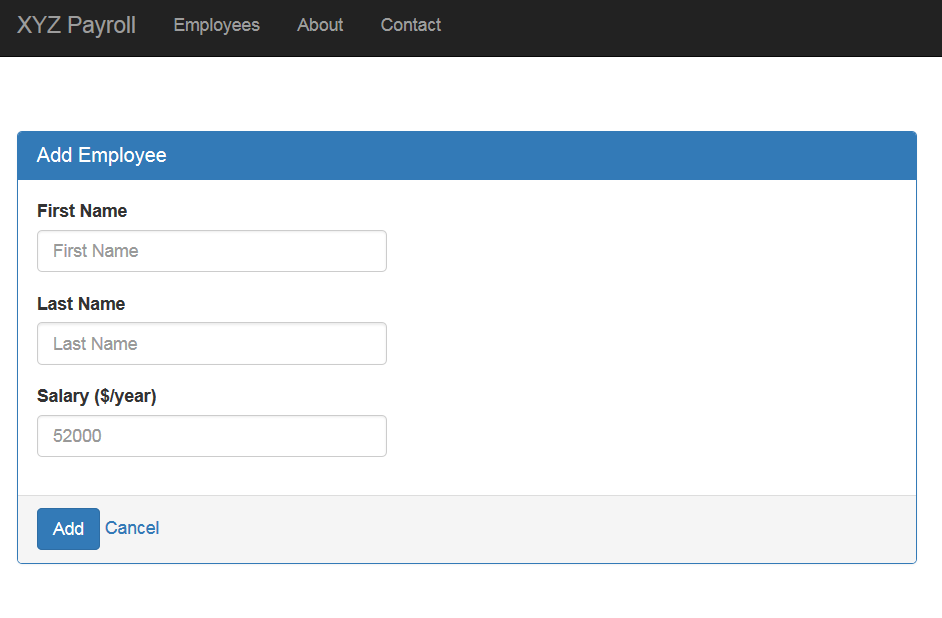 XYZ Payroll Employees About Contact
Add Employee
First Name
First Name
Last Name
Last Name
Salary ($/year)
52000
Add Cancel